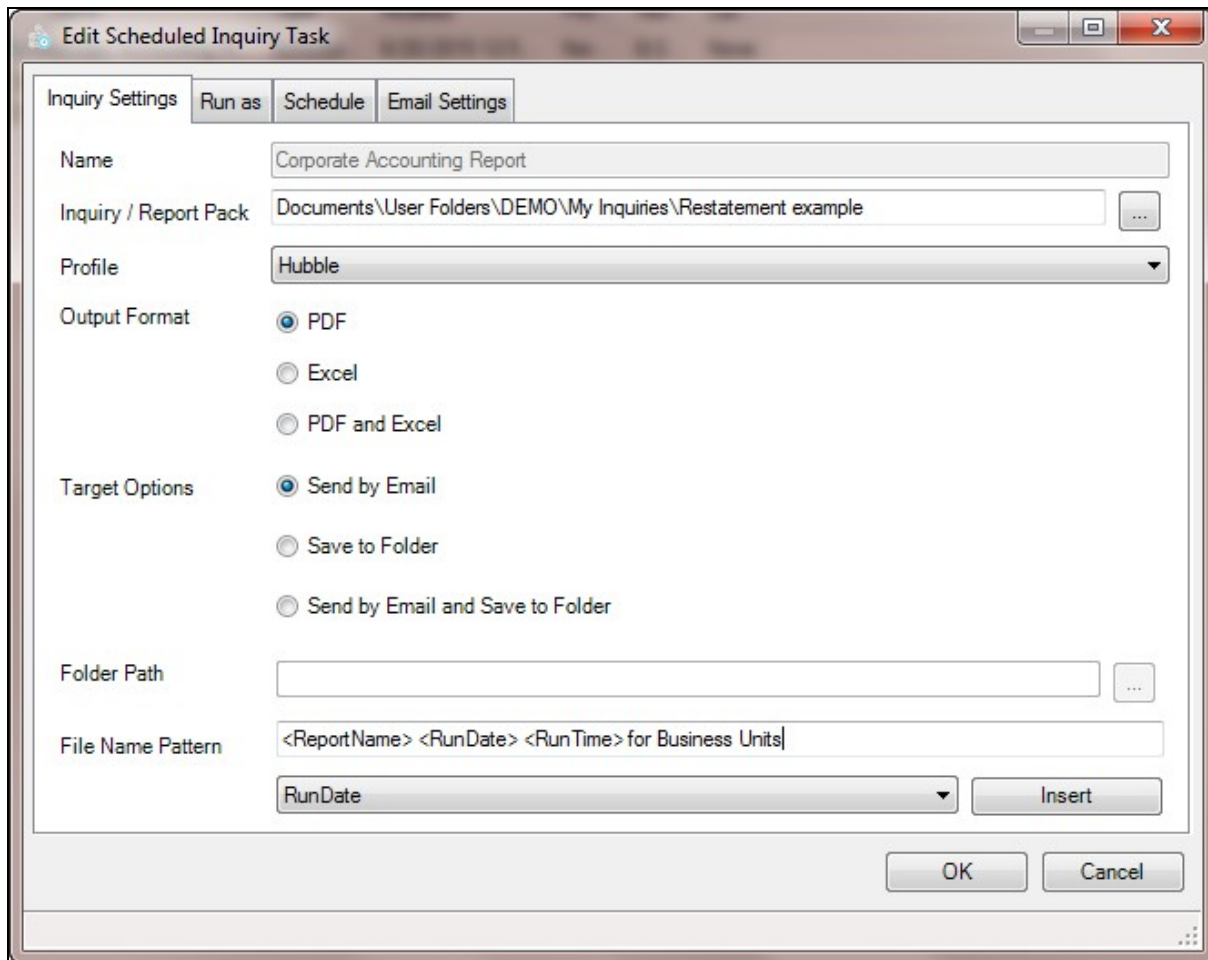 Edit Scheduled Inquiry Task
Inquiry Settings Run as Schedule Email Settings
Name Corporate Accounting Report
Inquiry / Report Pack Documents\User Folders\DEMO\My Inquiries\Restatement example ...
Profile Hubble
Output Format PDF
Excel
PDF and Excel
Target Options Send by Email
Save to Folder
Send by Email and Save to Folder
Folder Path ...
File Name Pattern <ReportName> <RunDate> <RunTime> for Business Units
RunDate Insert
OK Cancel